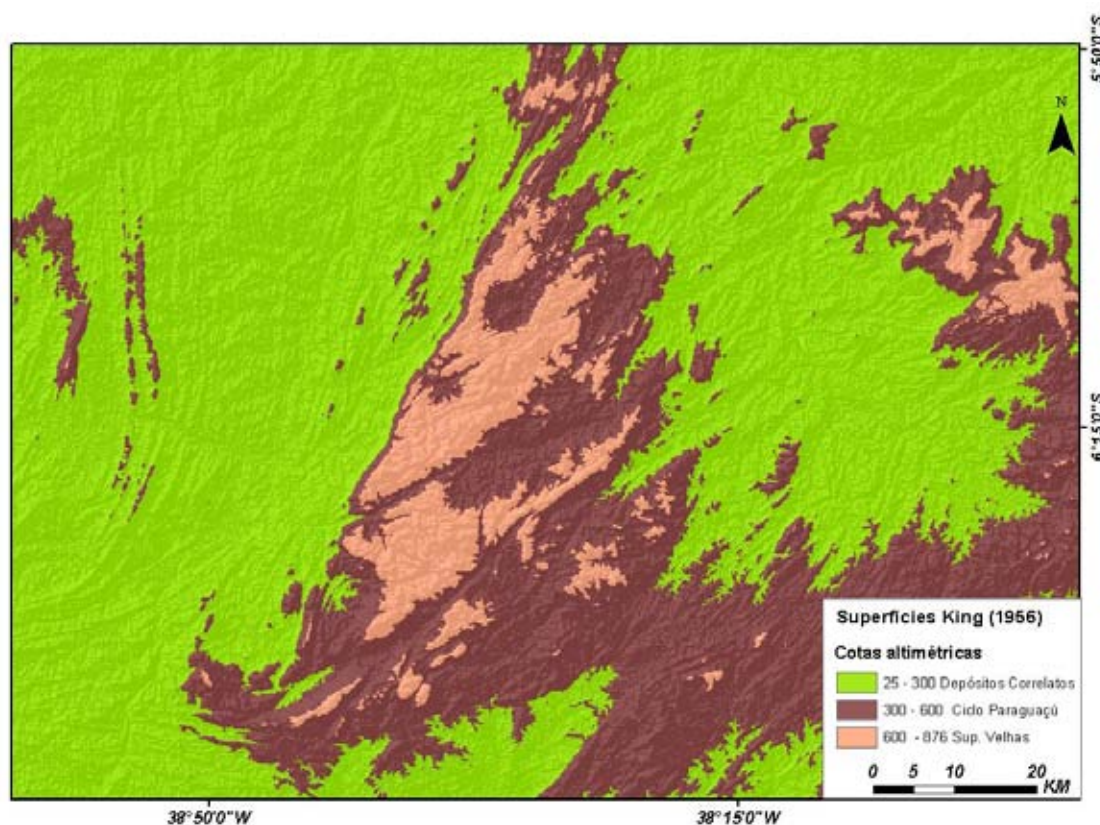 5°50'0"S
N
6°15'0"S
Superfícies King (1956)
Cotas altimétricas
25 - 300 Depósitos Correlatos
300 - 600 Ciclo Paraguaçú
600 - 876 Sup. Velhas
0 5 10 20
KM
38°50'0"W
38°15'0"W